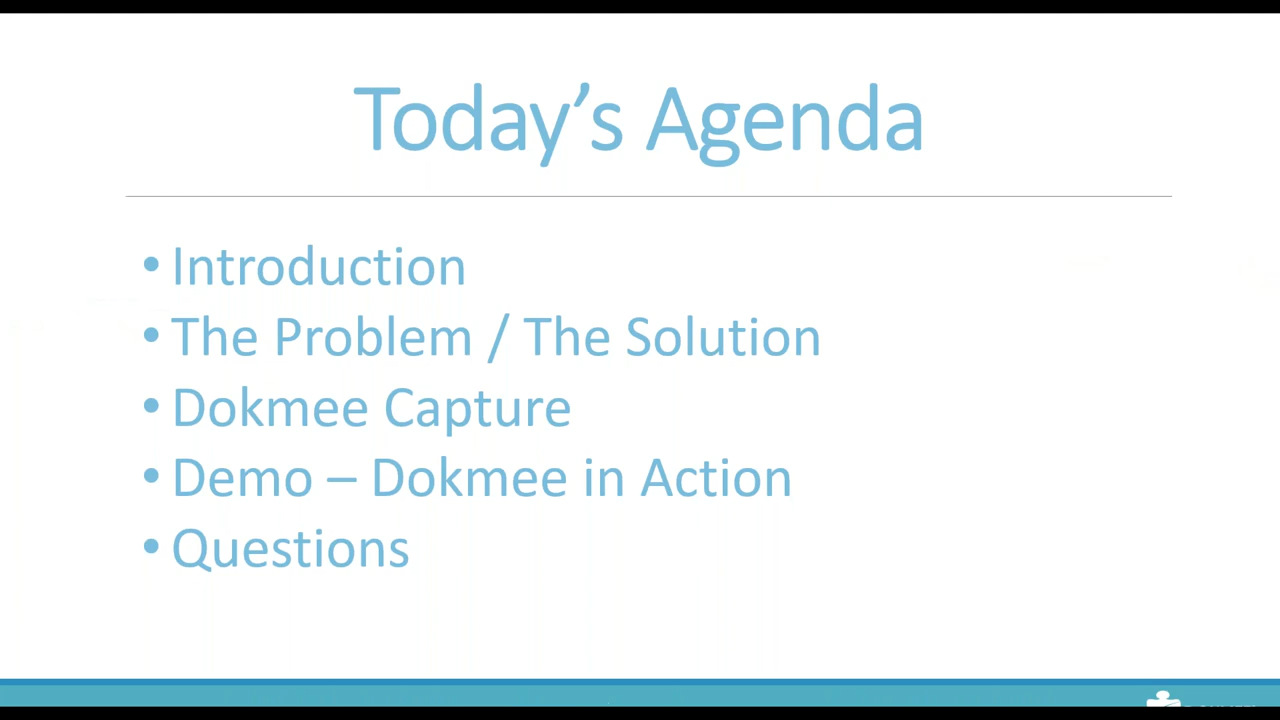 Today’s Agenda
• Introduction
• The Problem / The Solution
• Dokmee Capture
• Demo – Dokmee in Action
• Questions